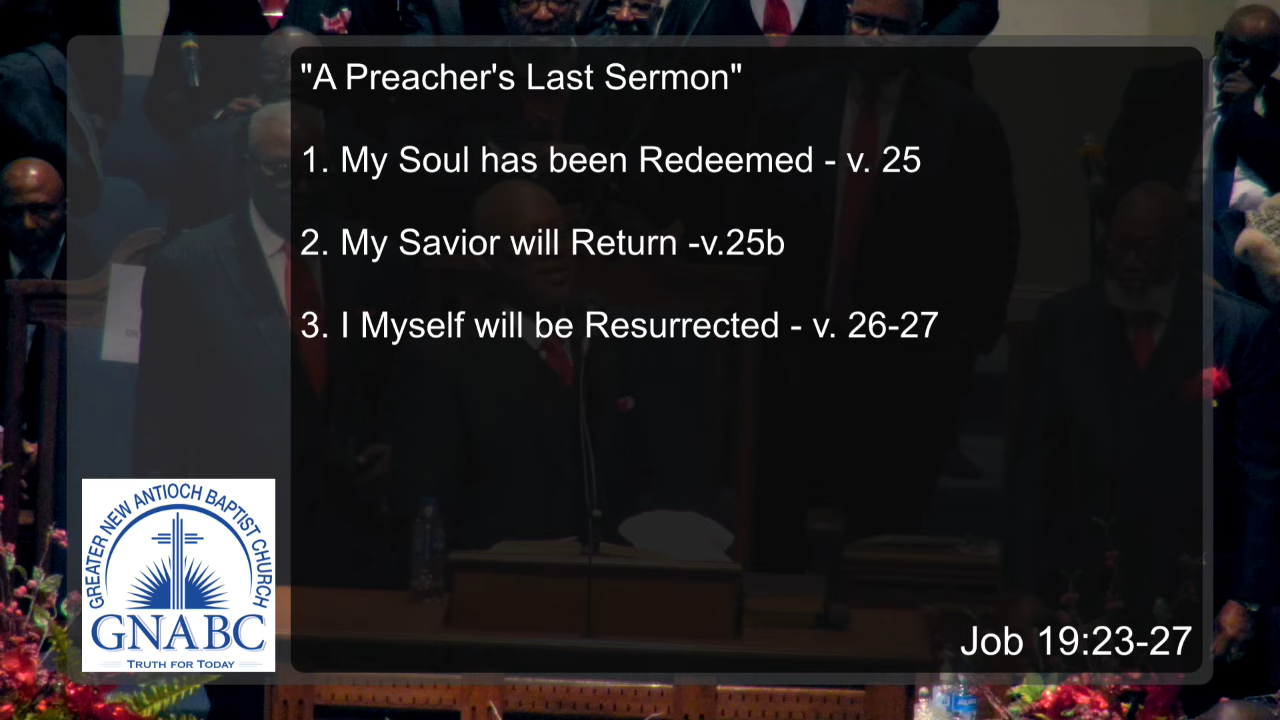 "A Preacher's Last Sermon"
1. My Soul has been Redeemed - v. 25
2. My Savior will Return -v.25b
3. I Myself will be Resurrected - v. 26-27
GREATER NEW ANTIOCH BAPTIST CHURCH
GNABC
TRUTH FOR TODAY
Job 19:23-27